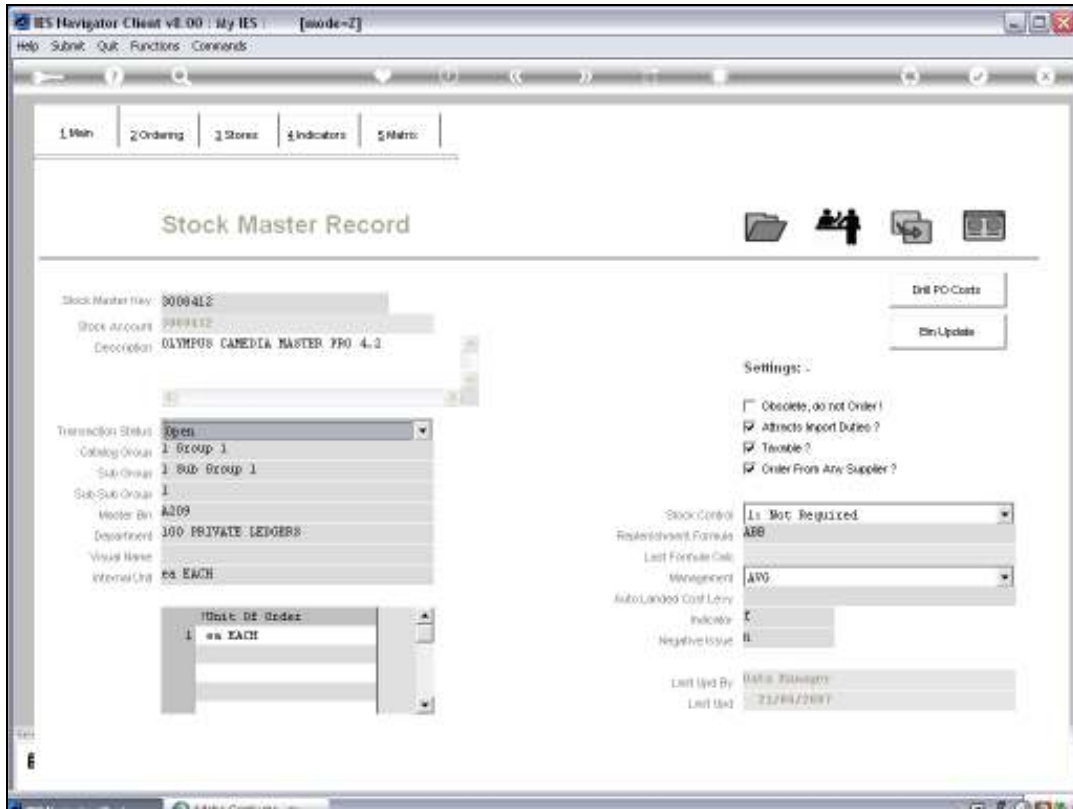 IES Navigator Client v8.00 : My IES : [mode=Z]
Help Submit Quit Functions Commands
1 Main 2 Ordering 3 Stores 4 Indicators 5 Matrix
Stock Master Record
Drill PO Costs
Stock Master Key 3008412
Stock Account
Bin Update
Description OLYMPUS CAMEDIA MASTER PRO 4.2
Settings: -
Obsolete, do not Order !
Transaction Status Open
Attracts Import Duties ?
Catalog Group 1 Group 1
Taxable ?
Sub Group 1 Sub Group 1
Order From Any Supplier ?
Sub Sub Group 1
Master Bin A209
Stock Control 1: Not Required
Department 100 PRIVATE LEDGERS
Replenishment Formula ABB
Visual Name
Last Formula Calc
Internal Unit ea EACH
Management AVG
Auto Landed Cost Levy
!Unit Of Order
Indicator
1 ea EACH
Negative Issue
Last Upd By Data Manager
Last Upd